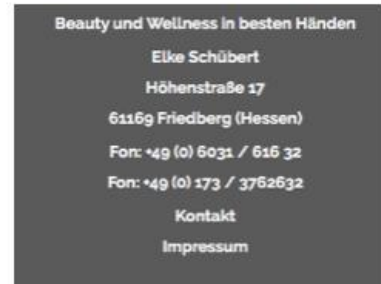 Beauty und Wellness in besten Händen
Elke Schübert
Höhenstraße 17
61169 Friedberg (Hessen)
Fon: +49 (0) 6031 / 616 32
Fon: +49 (0) 173 / 3762632
Kontakt
Impressum